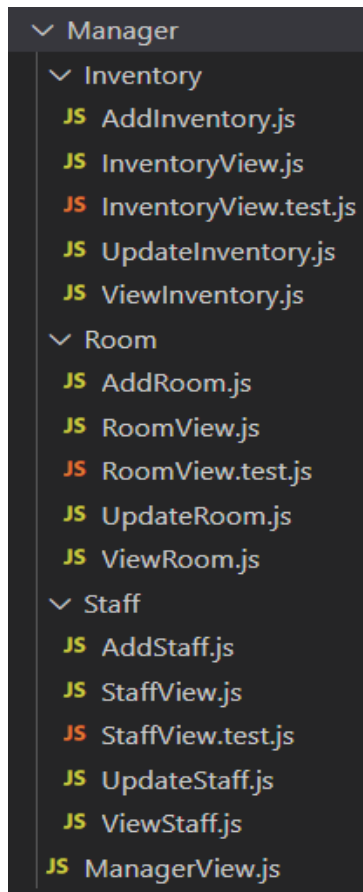 Manager
Inventory
JS AddInventory.js
JS InventoryView.js
JS InventoryView.test.js
JS UpdateInventory.js
JS ViewInventory.js
Room
JS AddRoom.js
JS RoomView.js
JS RoomView.test.js
JS UpdateRoom.js
JS ViewRoom.js
Staff
JS AddStaff.js
JS StaffView.js
JS StaffView.test.js
JS UpdateStaff.js
JS ViewStaff.js
JS ManagerView.js